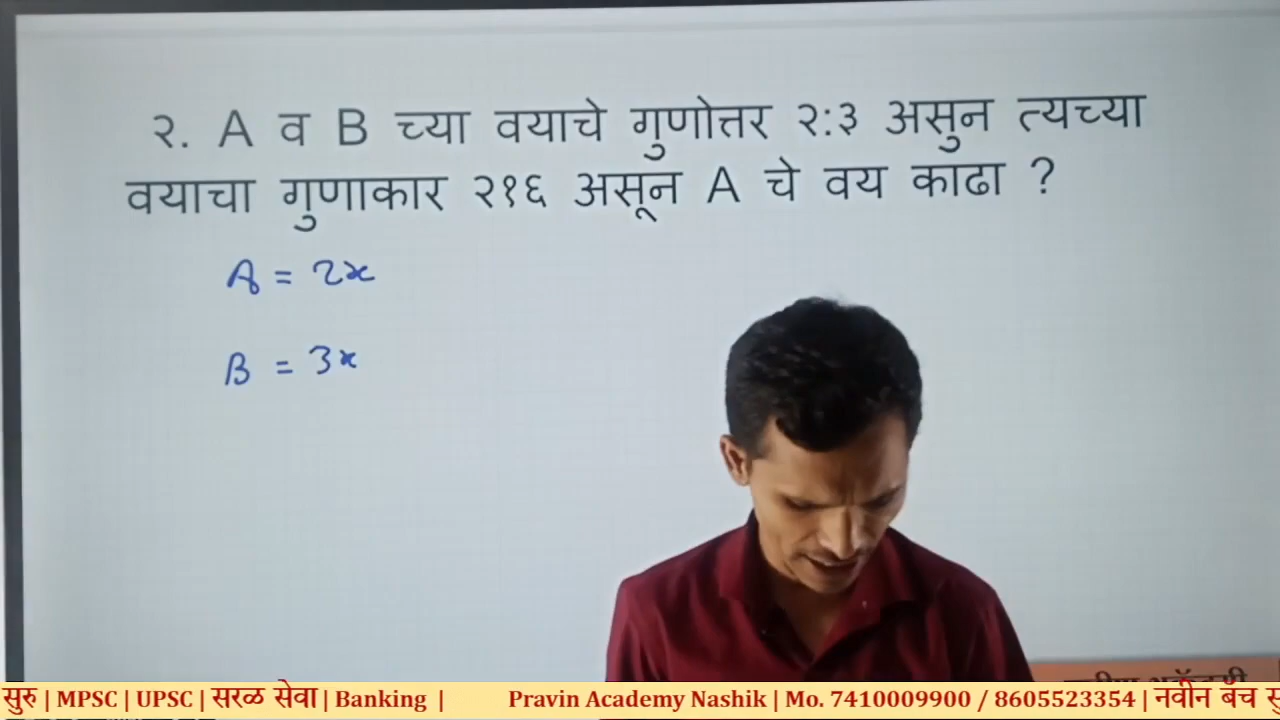 २. A व B च्या वयाचे गुणोत्तर २:३ असुन त्यच्या
वयाचा गुणाकार २१६ असून A चे वय काढा ?
A = 2x
B = 3x
सुरु | MPSC | UPSC | सरळ सेवा | Banking | Pravin Academy Nashik | Mo. 7410009900 / 8605523354 | नवीन बॅच सु